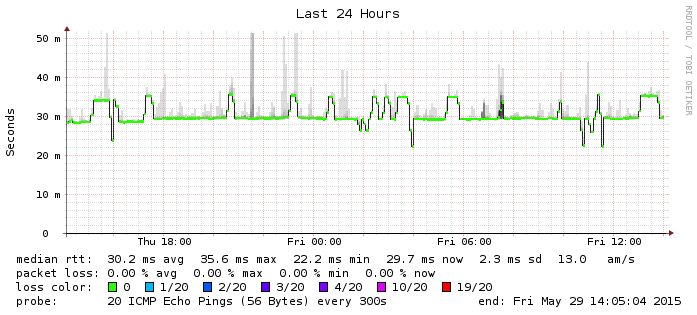 Last 24 Hours
RRDTOOL / TOBI OETIKER
Seconds
50 m
40 m
30 m
20 m
10 m
0
Thu 18:00 Fri 00:00 Fri 06:00 Fri 12:00
median rtt: 30.2 ms avg 35.6 ms max 22.2 ms min 29.7 ms now 2.3 ms sd 13.0 am/s
packet loss: 0.00 % avg 0.00 % max 0.00 % min 0.00 % now
loss color: 0 1/20 2/20 3/20 4/20 10/20 19/20
probe: 20 ICMP Echo Pings (56 Bytes) every 300s end: Fri May 29 14:05:04 2015